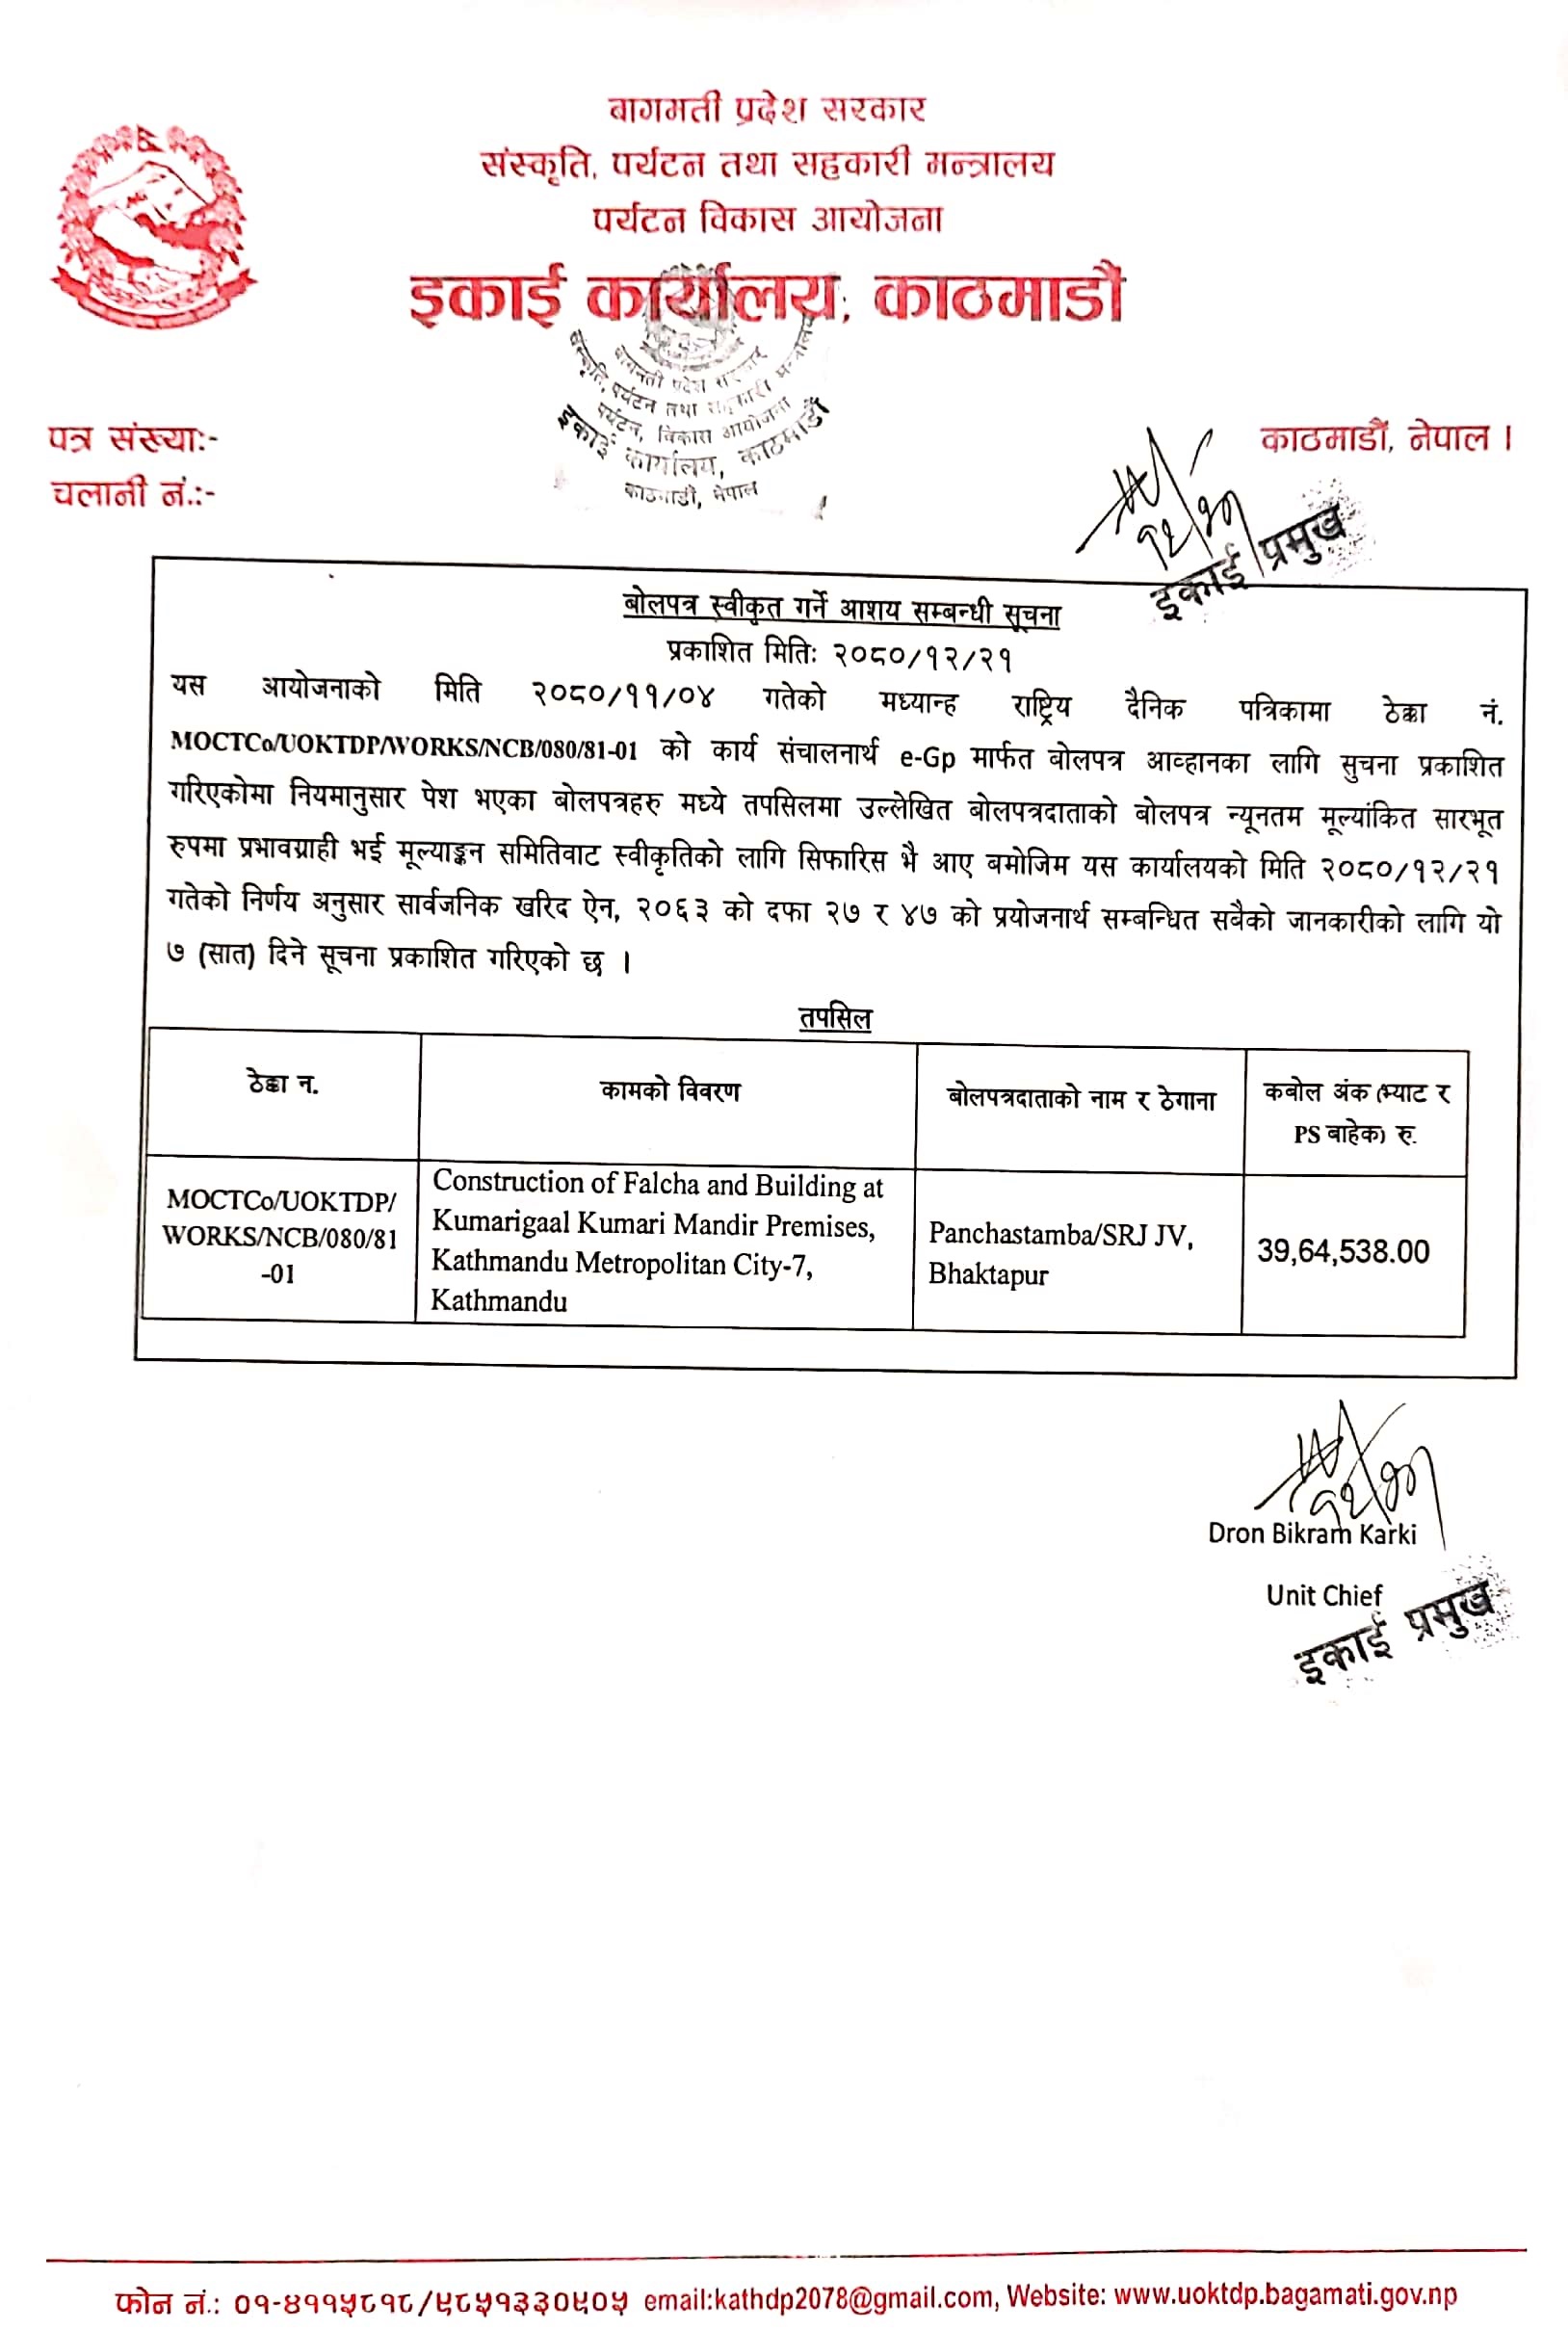 बागमती प्रदेश सरकार
संस्कृति, पर्यटन तथा सहकारी मन्त्रालय
पर्यटन विकास आयोजना
इकाई कार्यालय, काठमाडौं
बागमती प्रदेश सरकार
संस्कृति, पर्यटन तथा सहकारी मन्त्रालय
पर्यटन, विकास आयोजना
इकाई कार्यालय, काठमाडौं
काठमाडौं, नेपाल
पत्र संख्याः-
काठमाडौं, नेपाल ।
चलानी नं.:-
इकाई प्रमुख
बोलपत्र स्वीकृत गर्ने आशय सम्बन्धी सूचना
प्रकाशित मितिः २०८०/१२/२१
यस आयोजनाको मिति २०८०/११/०४ गतेको मध्यान्ह राष्ट्रिय दैनिक पत्रिकामा ठेक्का नं.
MOCTCo/UOKTDP/WORKS/NCB/080/81-01 को कार्य संचालनार्थ e-Gp मार्फत बोलपत्र आव्हानका लागि सुचना प्रकाशित
गरिएकोमा नियमानुसार पेश भएका बोलपत्रहरु मध्ये तपसिलमा उल्लेखित बोलपत्रदाताको बोलपत्र न्यूनतम मूल्यांकित सारभूत
रुपमा प्रभावग्राही भई मूल्याङ्कन समितिवाट स्वीकृतिको लागि सिफारिस भै आए बमोजिम यस कार्यालयको मिति २०८०/१२/२१
गतेको निर्णय अनुसार सार्वजनिक खरिद ऐन, २०६३ को दफा २७ र ४७ को प्रयोजनार्थ सम्बन्धित सवैको जानकारीको लागि यो
७ (सात) दिने सूचना प्रकाशित गरिएको छ ।
तपसिल
ठेक्का न.
कामको विवरण
बोलपत्रदाताको नाम र ठेगाना
कबोल अंक (भ्याट र
PS बाहेक) रु.
MOCTCo/UOKTDP/
WORKS/NCB/080/81
-01
Construction of Falcha and Building at
Kumarigaal Kumari Mandir Premises,
Kathmandu Metropolitan City-7,
Kathmandu
Panchastamba/SRJ JV,
Bhaktapur
39,64,538.00
Dron Bikram Karki
Unit Chief
इकाई प्रमुख
फोन नं.: ०१-४११५८१८/९८५१३३०९०५ email:kathdp2078@gmail.com, Website: www.uoktdp.bagamati.gov.np